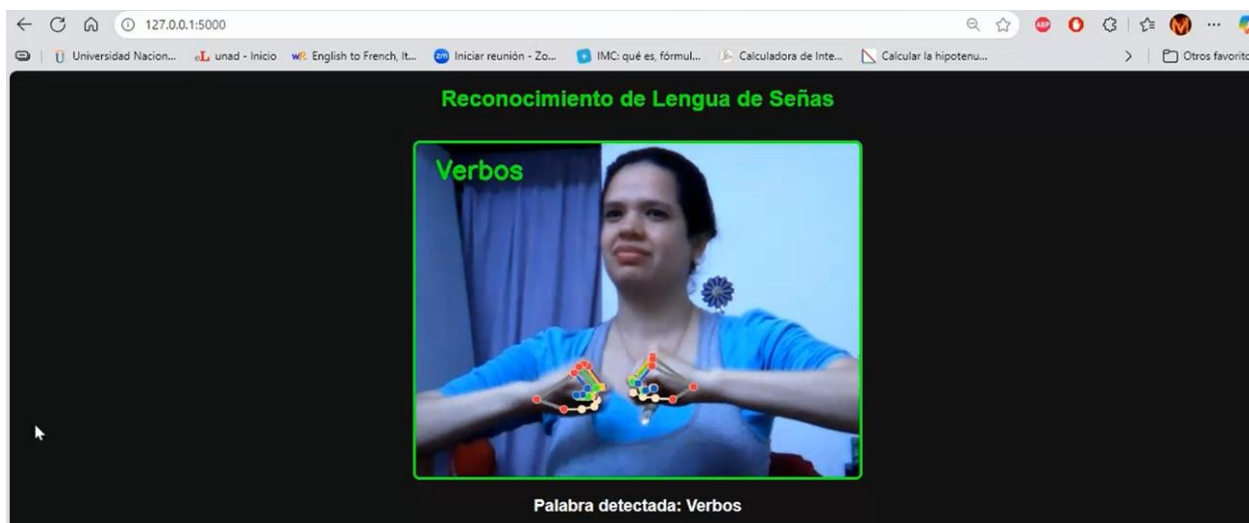 127.0.0.1:5000
Universidad Nacion... unad - Inicio English to French, It... Iniciar reunión - Zo... IMC: qué es, fórmul... Calculadora de Inte... Calcular la hipotenu... Otros favorito
Reconocimiento de Lengua de Señas
Verbos
Palabra detectada: Verbos